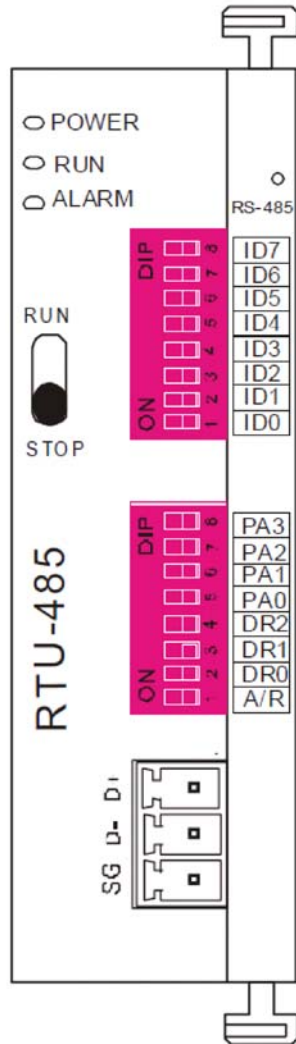 POWER
RUN
ALARM
RS-485
RUN
STOP
DIP
ON
8
7
6
5
4
3
2
1
ID7
ID6
ID5
ID4
ID3
ID2
ID1
ID0
RTU-485
DIP
ON
8
7
6
5
4
3
2
1
PA3
PA2
PA1
PA0
DR2
DR1
DR0
A/R
D+
D-
SG